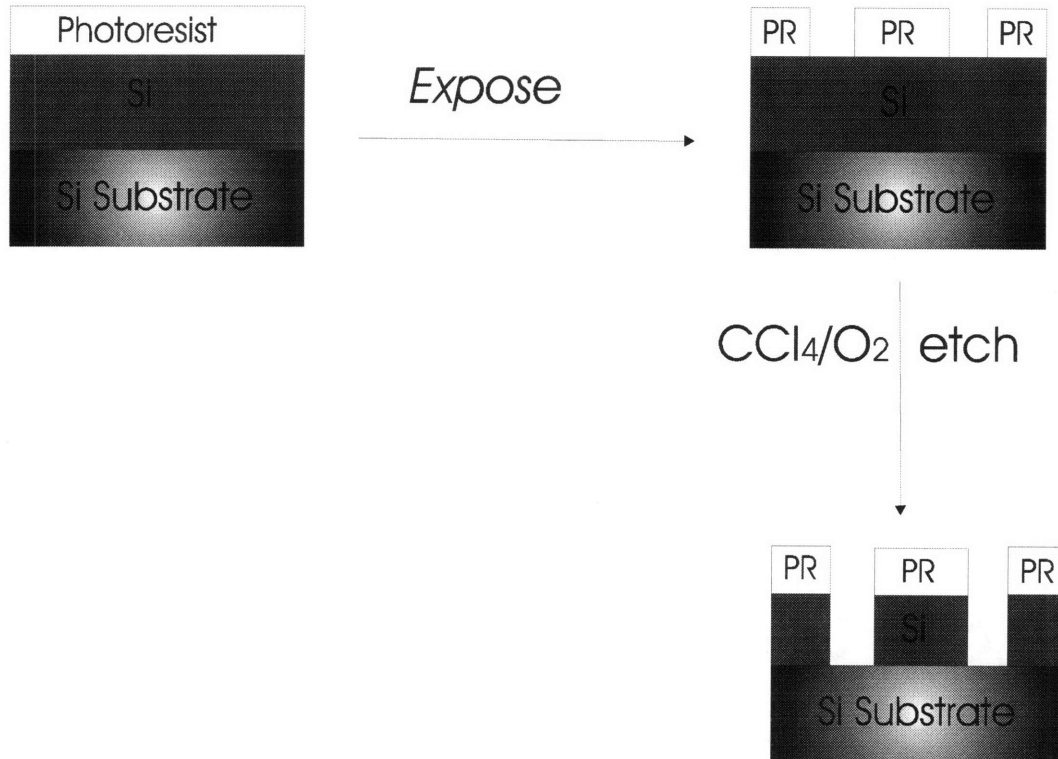 Photoresist
Si
Si Substrate
Expose
PR PR PR
Si
Si Substrate
CCl4/O2 etch
PR PR PR
Si
Si Substrate